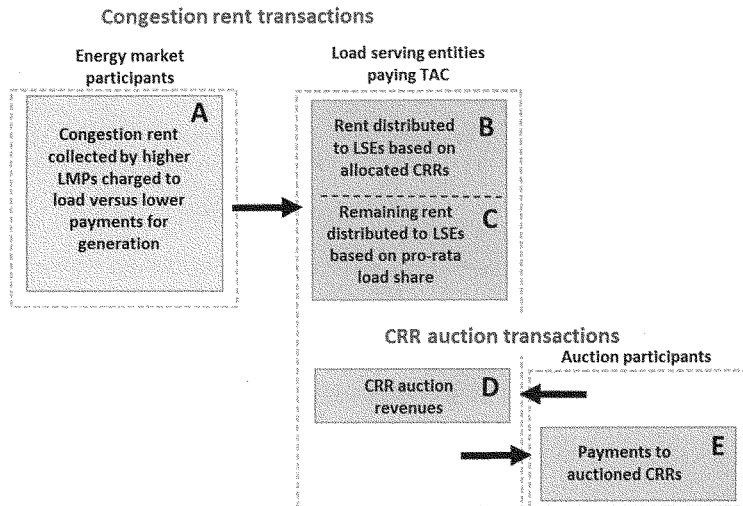 Congestion rent transactions
Energy market
participants
A
Congestion rent
collected by higher
LMPs charged to
load versus lower
payments for
generation
Load serving entities
paying TAC
B
Rent distributed
to LSEs based on
allocated CRRs
C
Remaining rent
distributed to LSEs
based on pro-rata
load share
CRR auction transactions
Auction participants
D
CRR auction
revenues
E
Payments to
auctioned CRRs